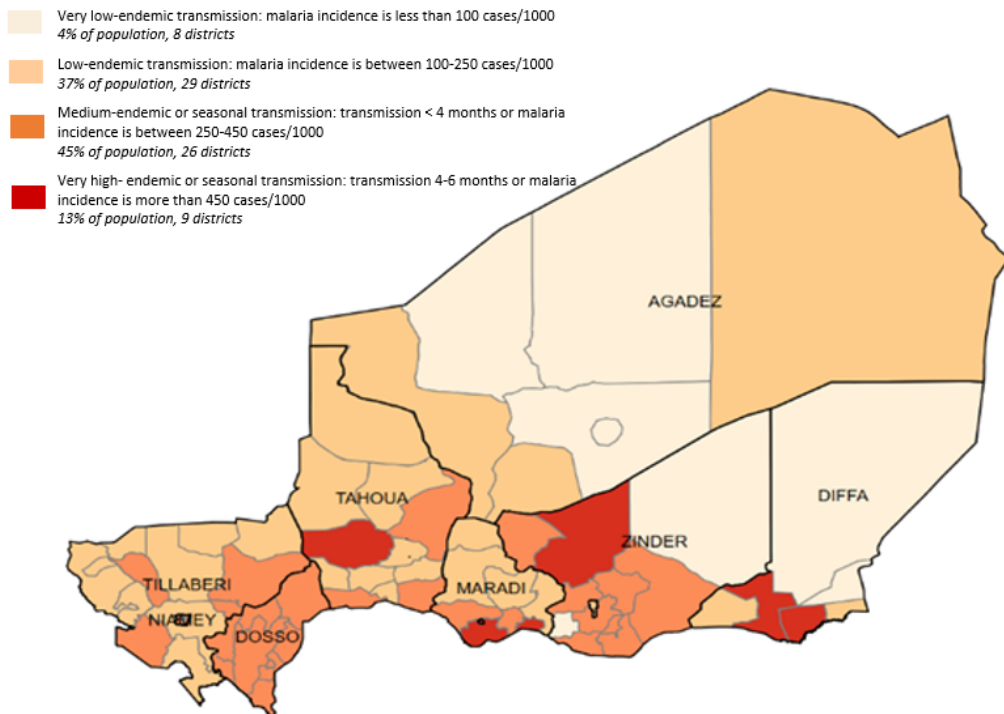 Very low-endemic transmission: malaria incidence is less than 100 cases/1000
4% of population, 8 districts
Low-endemic transmission: malaria incidence is between 100-250 cases/1000
37% of population, 29 districts
Medium-endemic or seasonal transmission: transmission < 4 months or malaria
incidence is between 250-450 cases/1000
45% of population, 26 districts
Very high- endemic or seasonal transmission: transmission 4-6 months or malaria
incidence is more than 450 cases/1000
13% of population, 9 districts
AGADEZ
DIFFA
TAHOUA
ZINDER
TILLABERI
MARADI
NIAMEY
DOSSO